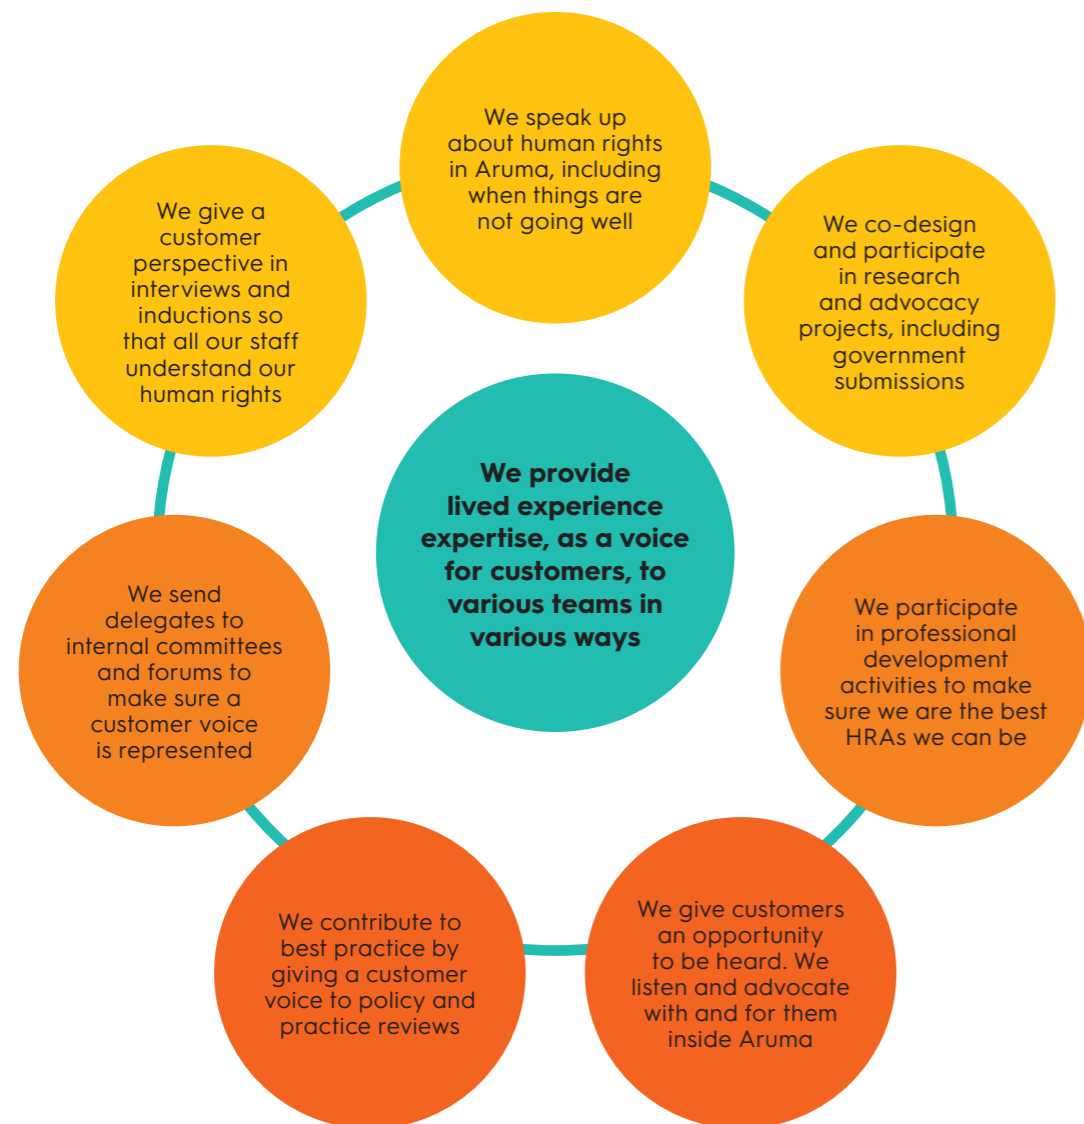 We speak up
about human rights
in Aruma, including
when things are
not going well
We co-design
and participate
in research
and advocacy
projects, including
government
submissions
We participate
in professional
development
activities to make
sure we are the best
HRAs we can be
We give customers
an opportunity
to be heard. We
listen and advocate
with and for them
inside Aruma
We contribute to
best practice by
giving a customer
voice to policy and
practice reviews
We send
delegates to
internal committees
and forums to
make sure a
customer voice
is represented
We give a
customer
perspective in
interviews and
inductions so
that all our staff
understand our
human rights
We provide
lived experience
expertise, as a voice
for customers, to
various teams in
various ways